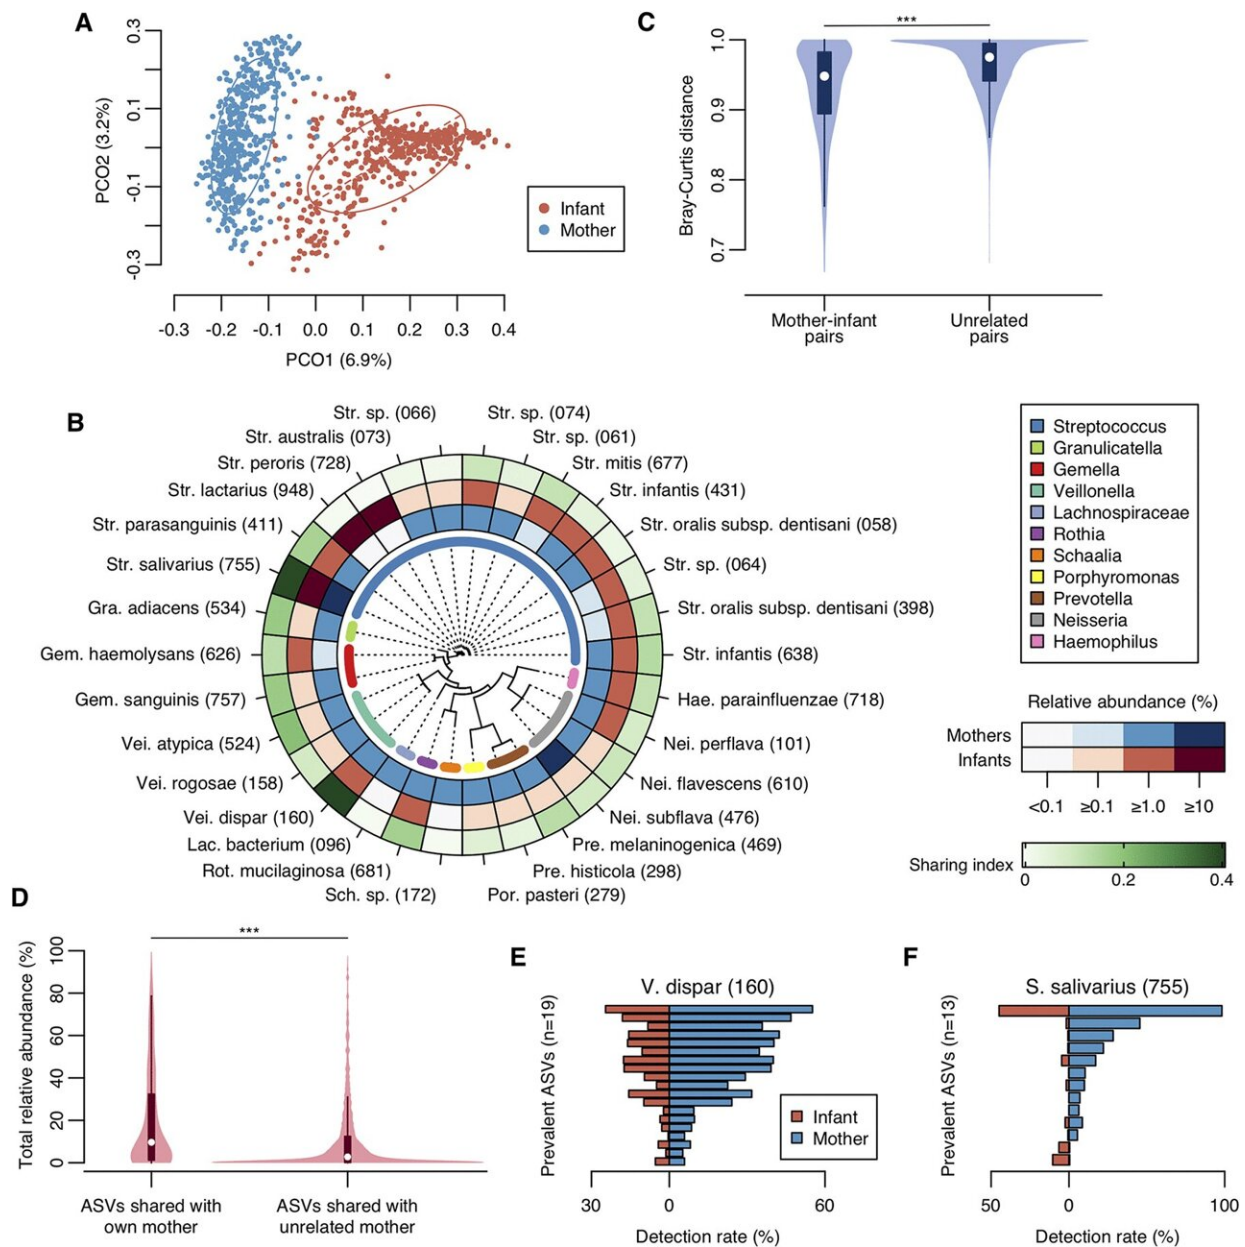 A
0.3
0.1
-0.1
-0.3
PCO2 (3.2%)
-0.3 -0.2 -0.1 0.0 0.1 0.2 0.3 0.4
PCO1 (6.9%)
Infant
Mother
C
***
1.0
0.9
0.8
0.7
Bray-Curtis distance
Mother-infant
pairs
Unrelated
pairs
B
Str. sp. (066)
Str. australis (073)
Str. peroris (728)
Str. lactarius (948)
Str. parasanguinis (411)
Str. salivarius (755)
Gra. adiacens (534)
Gem. haemolysans (626)
Gem. sanguinis (757)
Vei. atypica (524)
Vei. rogosae (158)
Vei. dispar (160)
Lac. bacterium (096)
Rot. mucilaginosa (681)
Sch. sp. (172)
Str. sp. (074)
Str. sp. (061)
Str. mitis (677)
Str. infantis (431)
Str. oralis subsp. dentisani (058)
Str. sp. (064)
Str. oralis subsp. dentisani (398)
Str. infantis (638)
Hae. parainfluenzae (718)
Nei. perflava (101)
Nei. flavescens (610)
Nei. subflava (476)
Pre. melaninogenica (469)
Pre. histicola (298)
Por. pasteri (279)
Streptococcus
Granulicatella
Gemella
Veillonella
Lachnospiraceae
Rothia
Schaalia
Porphyromonas
Prevotella
Neisseria
Haemophilus
Relative abundance (%)
Mothers
Infants
<0.1 ≥0.1 ≥1.0 ≥10
Sharing index
0 0.2 0.4
D
***
100
80
60
40
20
0
Total relative abundance (%)
ASVs shared with
own mother
ASVs shared with
unrelated mother
E
V. dispar (160)
Prevalent ASVs (n=19)
Infant
Mother
30 0 60
Detection rate (%)
F
S. salivarius (755)
Prevalent ASVs (n=13)
50 0 100
Detection rate (%)